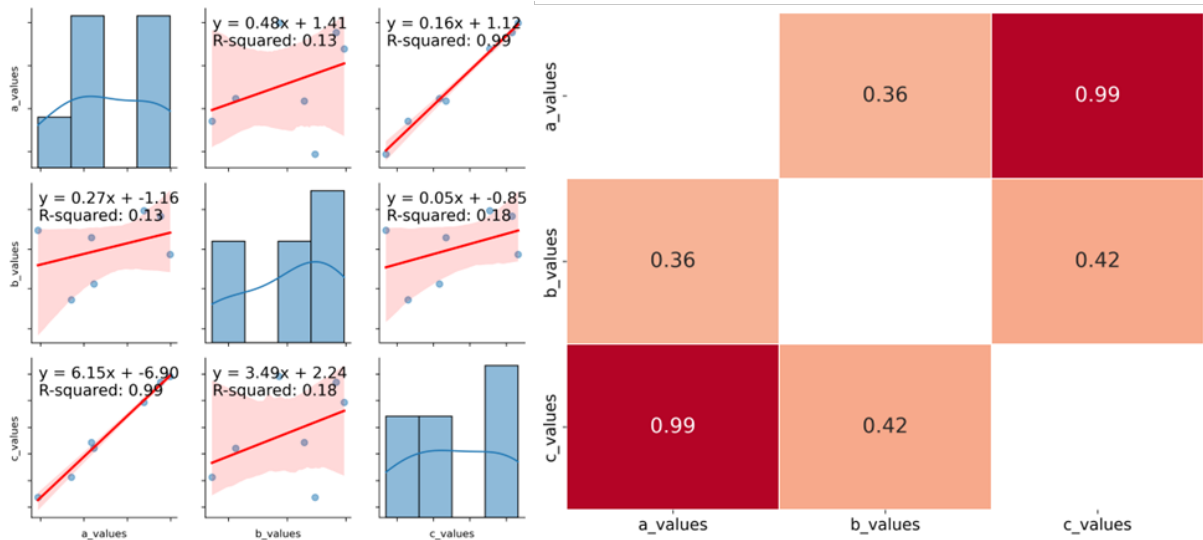 y = 0.48x + 1.41
R-squared: 0.13
y = 0.16x + 1.12
R-squared: 0.99
a_values
y = 0.27x + -1.16
R-squared: 0.13
y = 0.05x + -0.85
R-squared: 0.18
b_values
y = 6.15x + -6.90
R-squared: 0.99
y = 3.49x + 2.24
R-squared: 0.18
c_values
a_values
b_values
c_values
a_values
0.36
0.99
b_values
0.36
0.42
c_values
0.99
0.42
a_values
b_values
c_values